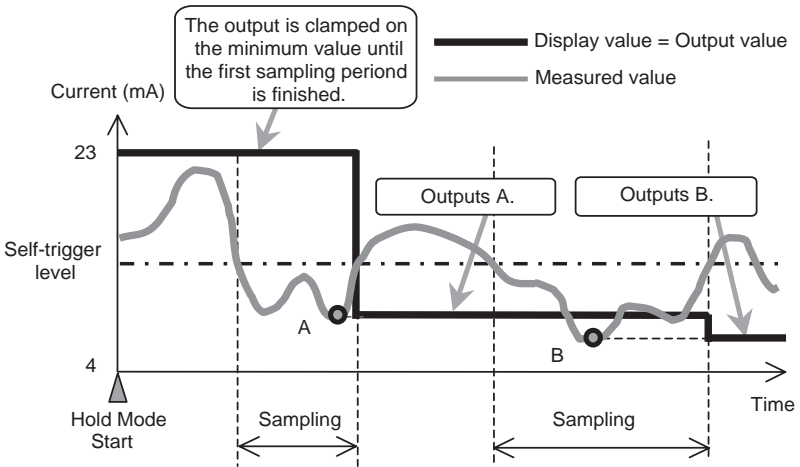 The output is clamped on
the minimum value until
the first sampling periond
is finished.
Display value = Output value
Measured value
Current (mA)
23
Outputs A.
Outputs B.
Self-trigger
level
A
B
4
Time
Hold Mode
Start
Sampling
Sampling